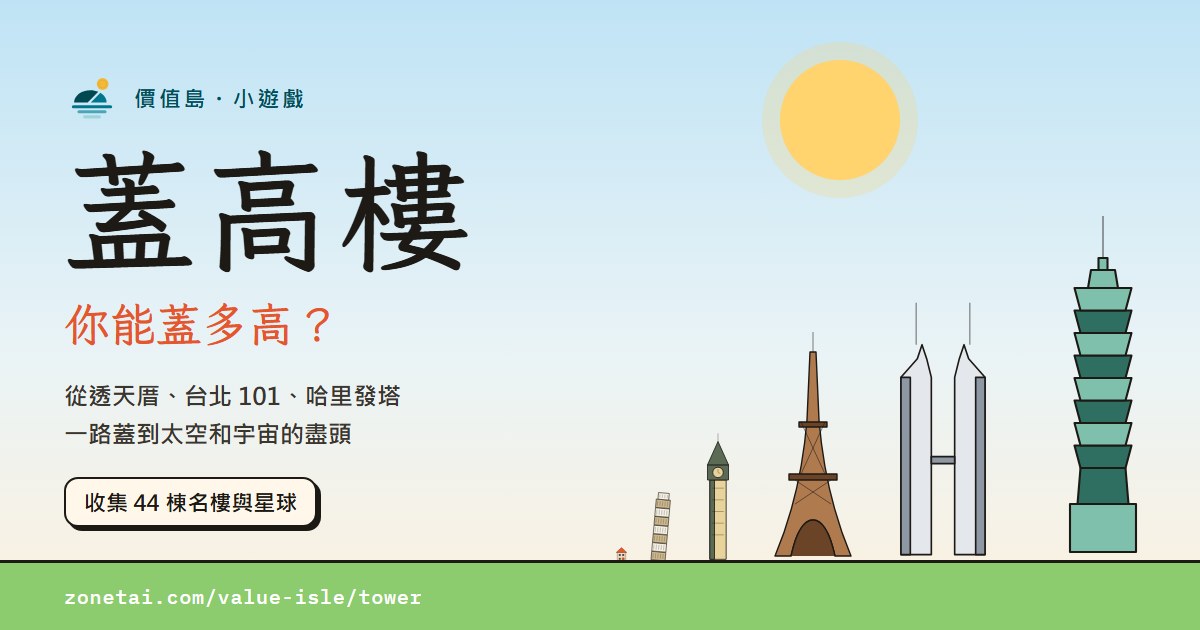 價值島・小遊戲
蓋高樓
你能蓋多高？
從透天厝、台北 101、哈里發塔
一路蓋到太空和宇宙的盡頭
收集 44 棟名樓與星球
zonetai.com/value-isle/tower